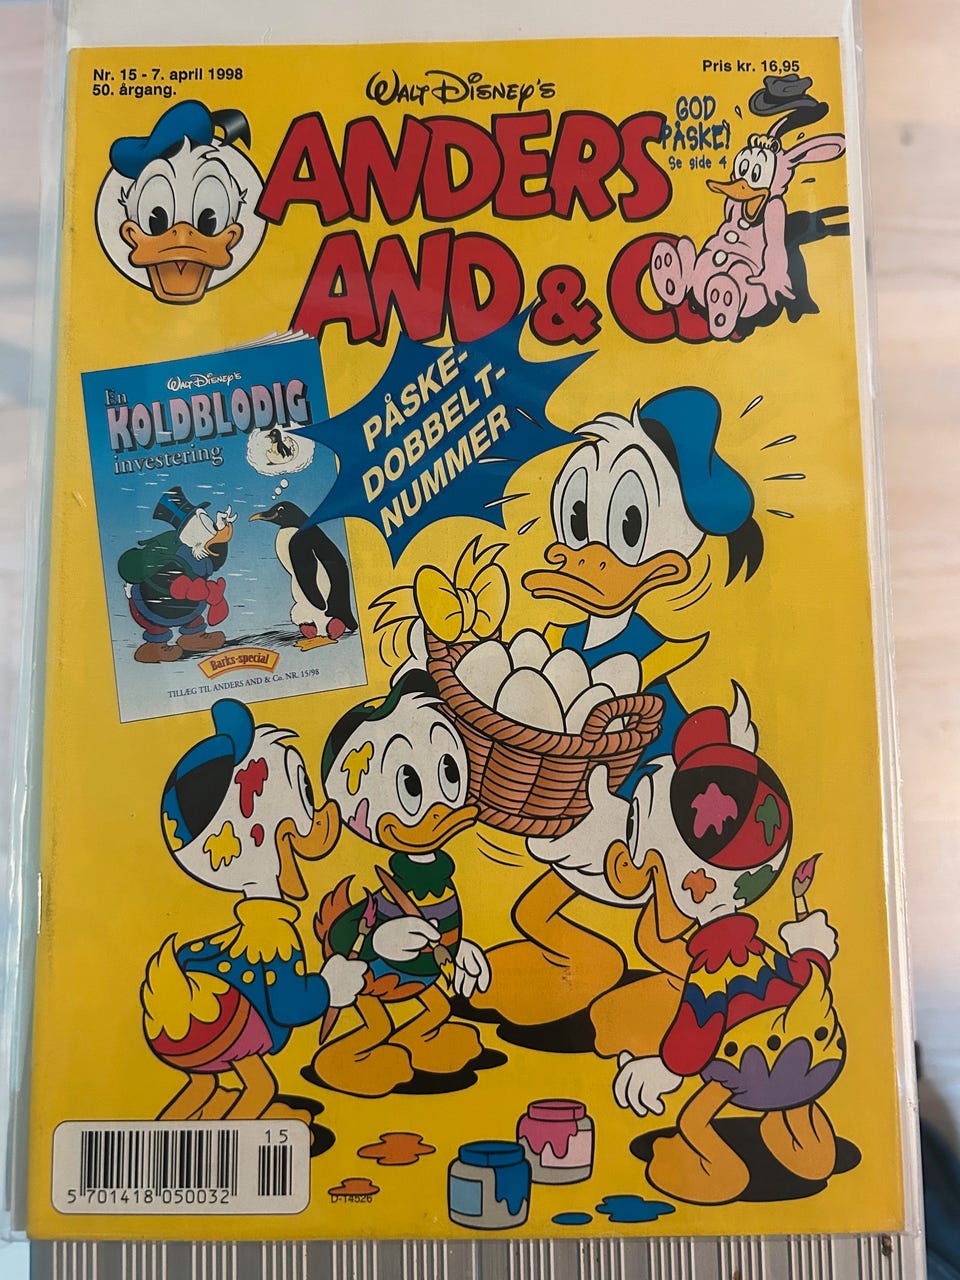 Nr. 15 - 7. april 1998
50. årgang.
Pris kr. 16,95
WALT DISNEY'S
ANDERS
AND & CO.
GOD
PÅSKE!
Se side 4
PÅSKE-
DOBBELT-
NUMMER
WALT DISNEY'S
En
KOLDBLODIG
investering
Barks-special
TILLÆG TIL ANDERS AND & Co. NR. 15/98
15
5 701418 050032
D-14526